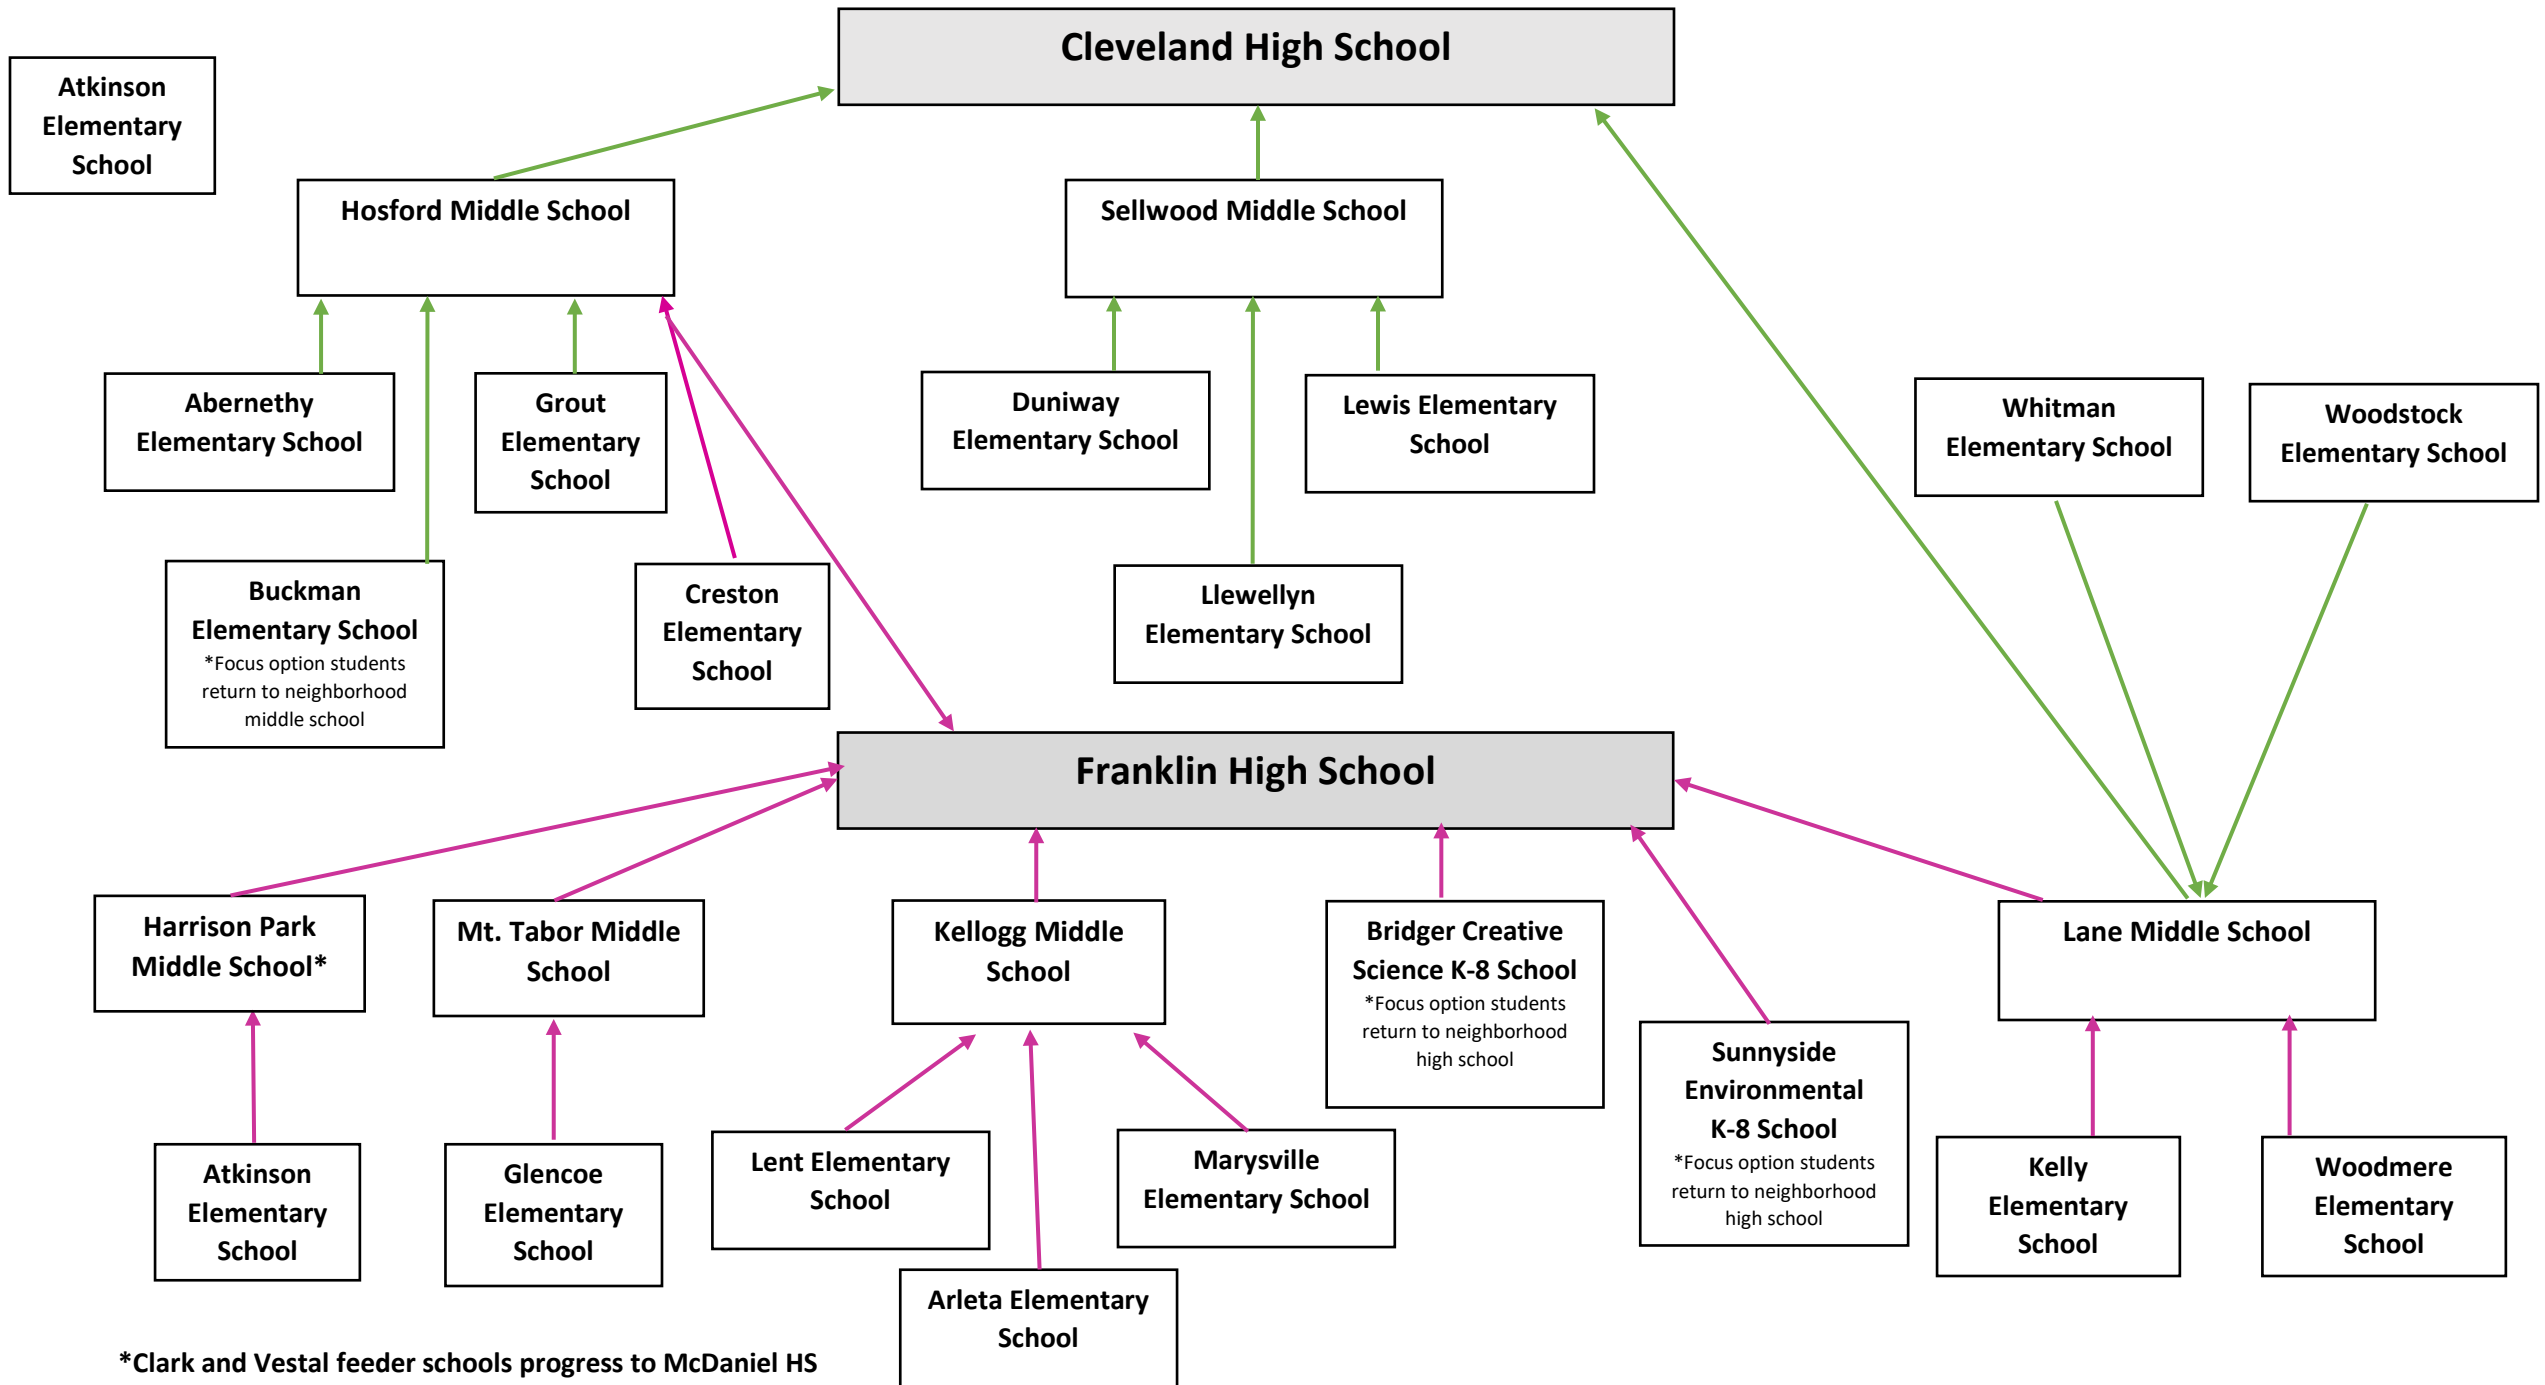 Cleveland High School
Atkinson
Elementary
School
Hosford Middle School
Sellwood Middle School
Abernethy
Elementary School
Grout
Elementary
School
Duniway
Elementary School
Lewis Elementary
School
Whitman
Elementary School
Woodstock
Elementary School
Buckman
Elementary School
*Focus option students
return to neighborhood
middle school
Creston
Elementary
School
Llewellyn
Elementary School
Franklin High School
Harrison Park
Middle School*
Mt. Tabor Middle
School
Kellogg Middle
School
Bridger Creative
Science K-8 School
*Focus option students
return to neighborhood
high school
Sunnyside
Environmental
K-8 School
*Focus option students
return to neighborhood
high school
Lane Middle School
Atkinson
Elementary
School
Glencoe
Elementary
School
Lent Elementary
School
Arleta Elementary
School
Marysville
Elementary School
Kelly
Elementary
School
Woodmere
Elementary
School
*Clark and Vestal feeder schools progress to McDaniel HS